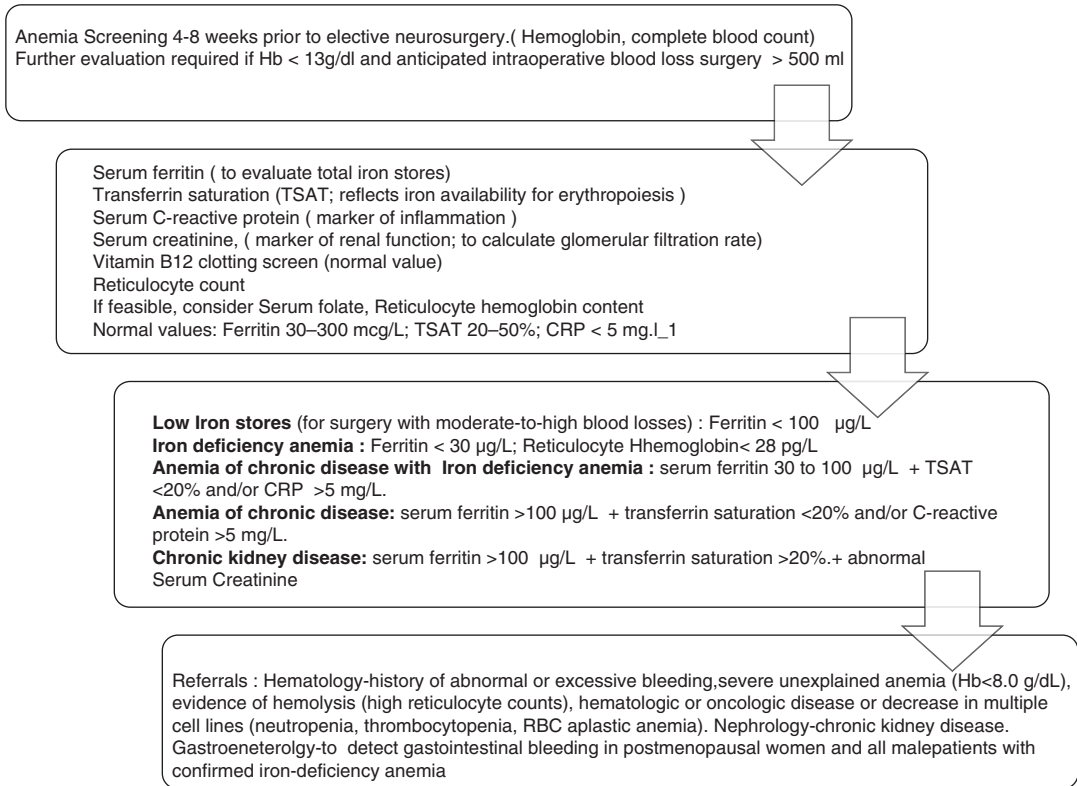 Anemia Screening 4-8 weeks prior to elective neurosurgery.( Hemoglobin, complete blood count)
Further evaluation required if Hb < 13g/dl and anticipated intraoperative blood loss surgery > 500 ml
Serum ferritin ( to evaluate total iron stores)
Transferrin saturation (TSAT; reflects iron availability for erythropoiesis )
Serum C-reactive protein ( marker of inflammation )
Serum creatinine, ( marker of renal function; to calculate glomerular filtration rate)
Vitamin B12 clotting screen (normal value)
Reticulocyte count
If feasible, consider Serum folate, Reticulocyte hemoglobin content
Normal values: Ferritin 30–300 mcg/L; TSAT 20–50%; CRP < 5 mg.l_1
Low Iron stores (for surgery with moderate-to-high blood losses) : Ferritin < 100 µg/L
Iron deficiency anemia : Ferritin < 30 µg/L; Reticulocyte Hhemoglobin< 28 pg/L
Anemia of chronic disease with Iron deficiency anemia : serum ferritin 30 to 100 µg/L + TSAT
<20% and/or CRP >5 mg/L.
Anemia of chronic disease: serum ferritin >100 µg/L + transferrin saturation <20% and/or C-reactive
protein >5 mg/L.
Chronic kidney disease: serum ferritin >100 µg/L + transferrin saturation >20%.+ abnormal
Serum Creatinine
Referrals : Hematology-history of abnormal or excessive bleeding,severe unexplained anemia (Hb<8.0 g/dL),
evidence of hemolysis (high reticulocyte counts), hematologic or oncologic disease or decrease in multiple
cell lines (neutropenia, thrombocytopenia, RBC aplastic anemia). Nephrology-chronic kidney disease.
Gastroeneterolgy-to detect gastointestinal bleeding in postmenopausal women and all malepatients with
confirmed iron-deficiency anemia